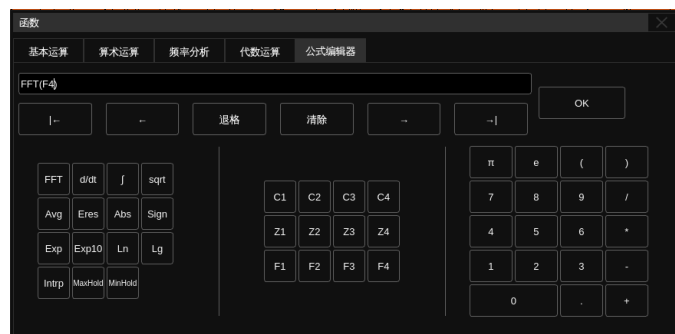 函数
基本运算 算术运算 频率分析 代数运算 公式编辑器
FFT(F4)
|← ← 退格 清除 → →| OK
FFT d/dt ∫ sqrt
Avg Eres Abs Sign
Exp Exp10 Ln Lg
Intrp MaxHold MinHold
C1 C2 C3 C4
Z1 Z2 Z3 Z4
F1 F2 F3 F4
π e ( )
7 8 9 /
4 5 6 *
1 2 3 -
0 . +